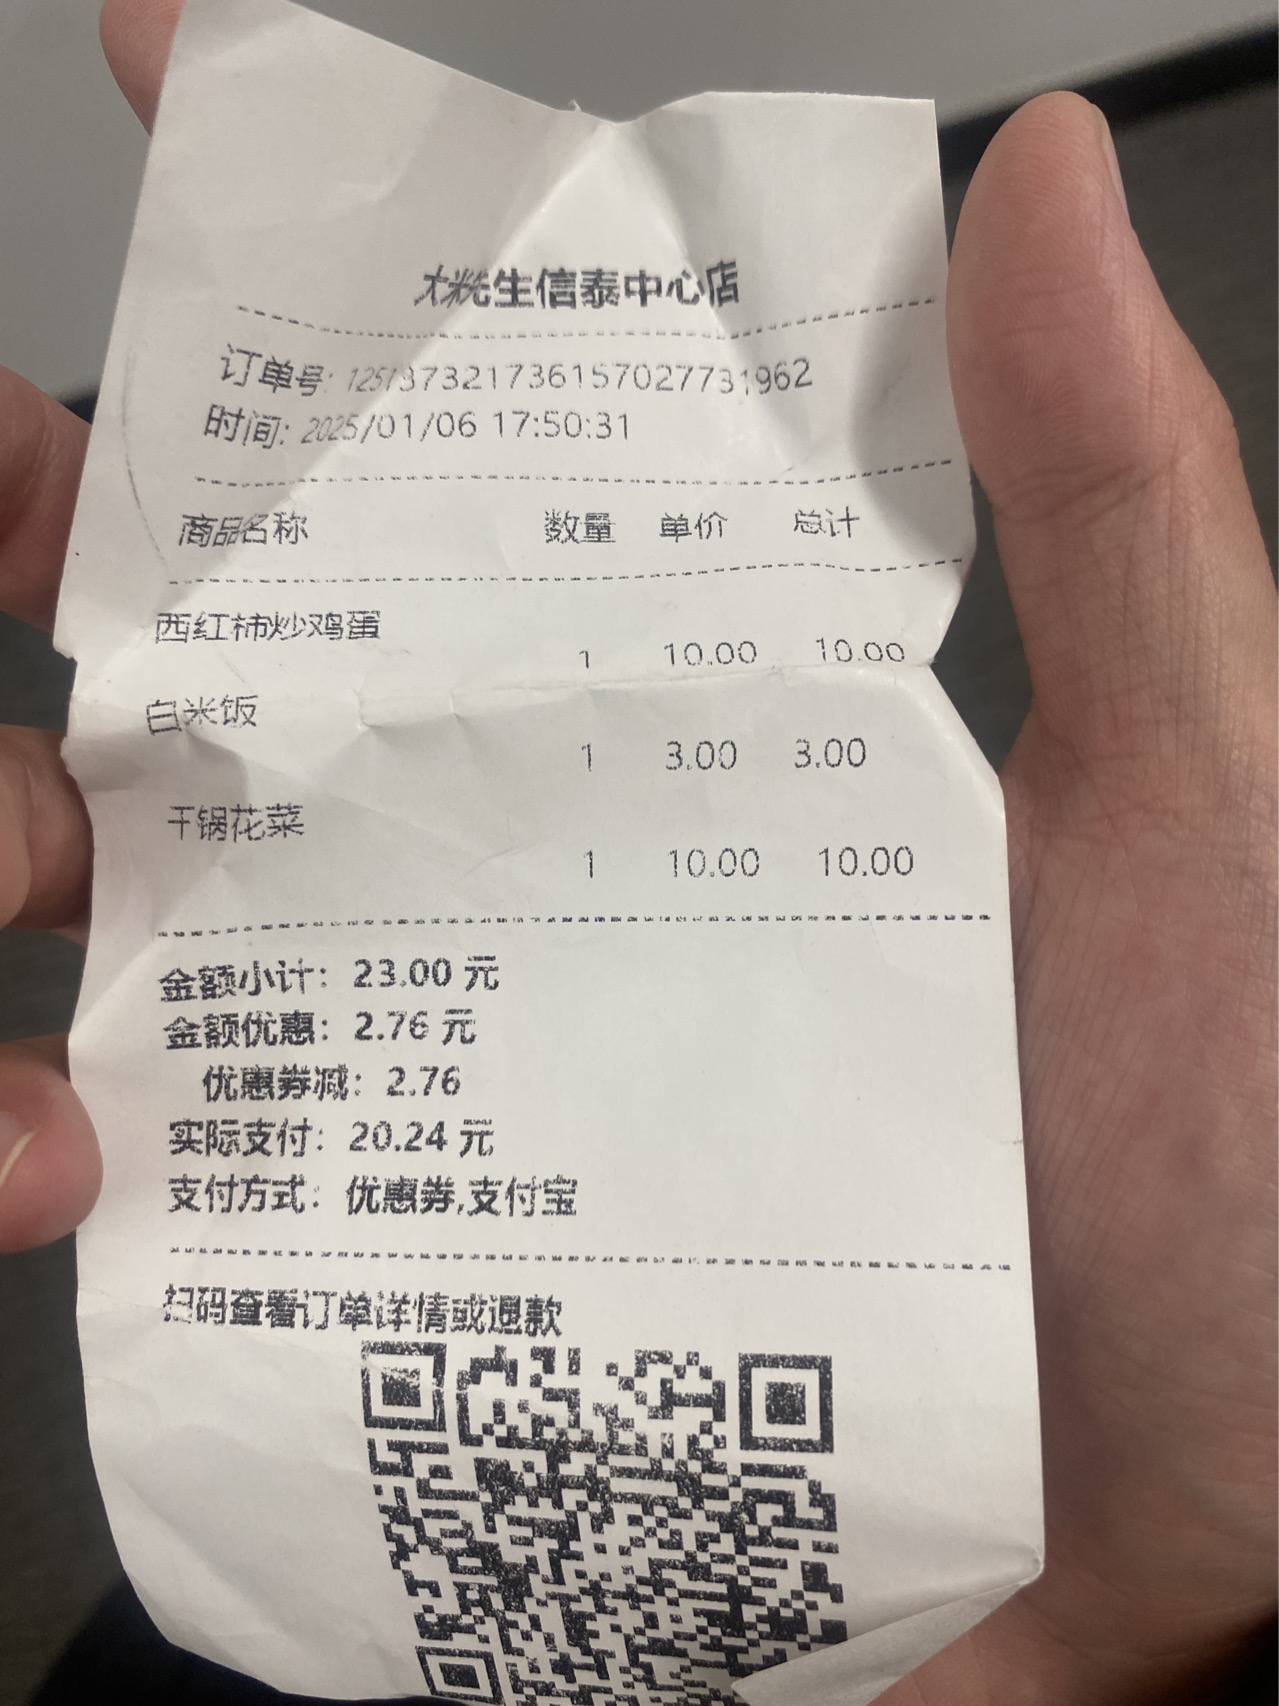 大米先生信泰中心店
订单号: 1251373217361570277​31962
时间: 2025/01/06 17:50:31
商品名称 数量 单价 总计
西红柿炒鸡蛋
1 10.00 10.00
白米饭
1 3.00 3.00
干锅花菜
1 10.00 10.00
金额小计: 23.00 元
金额优惠: 2.76 元
优惠券减: 2.76
实际支付: 20.24 元
支付方式: 优惠券,支付宝
扫码查看订单详情或退款